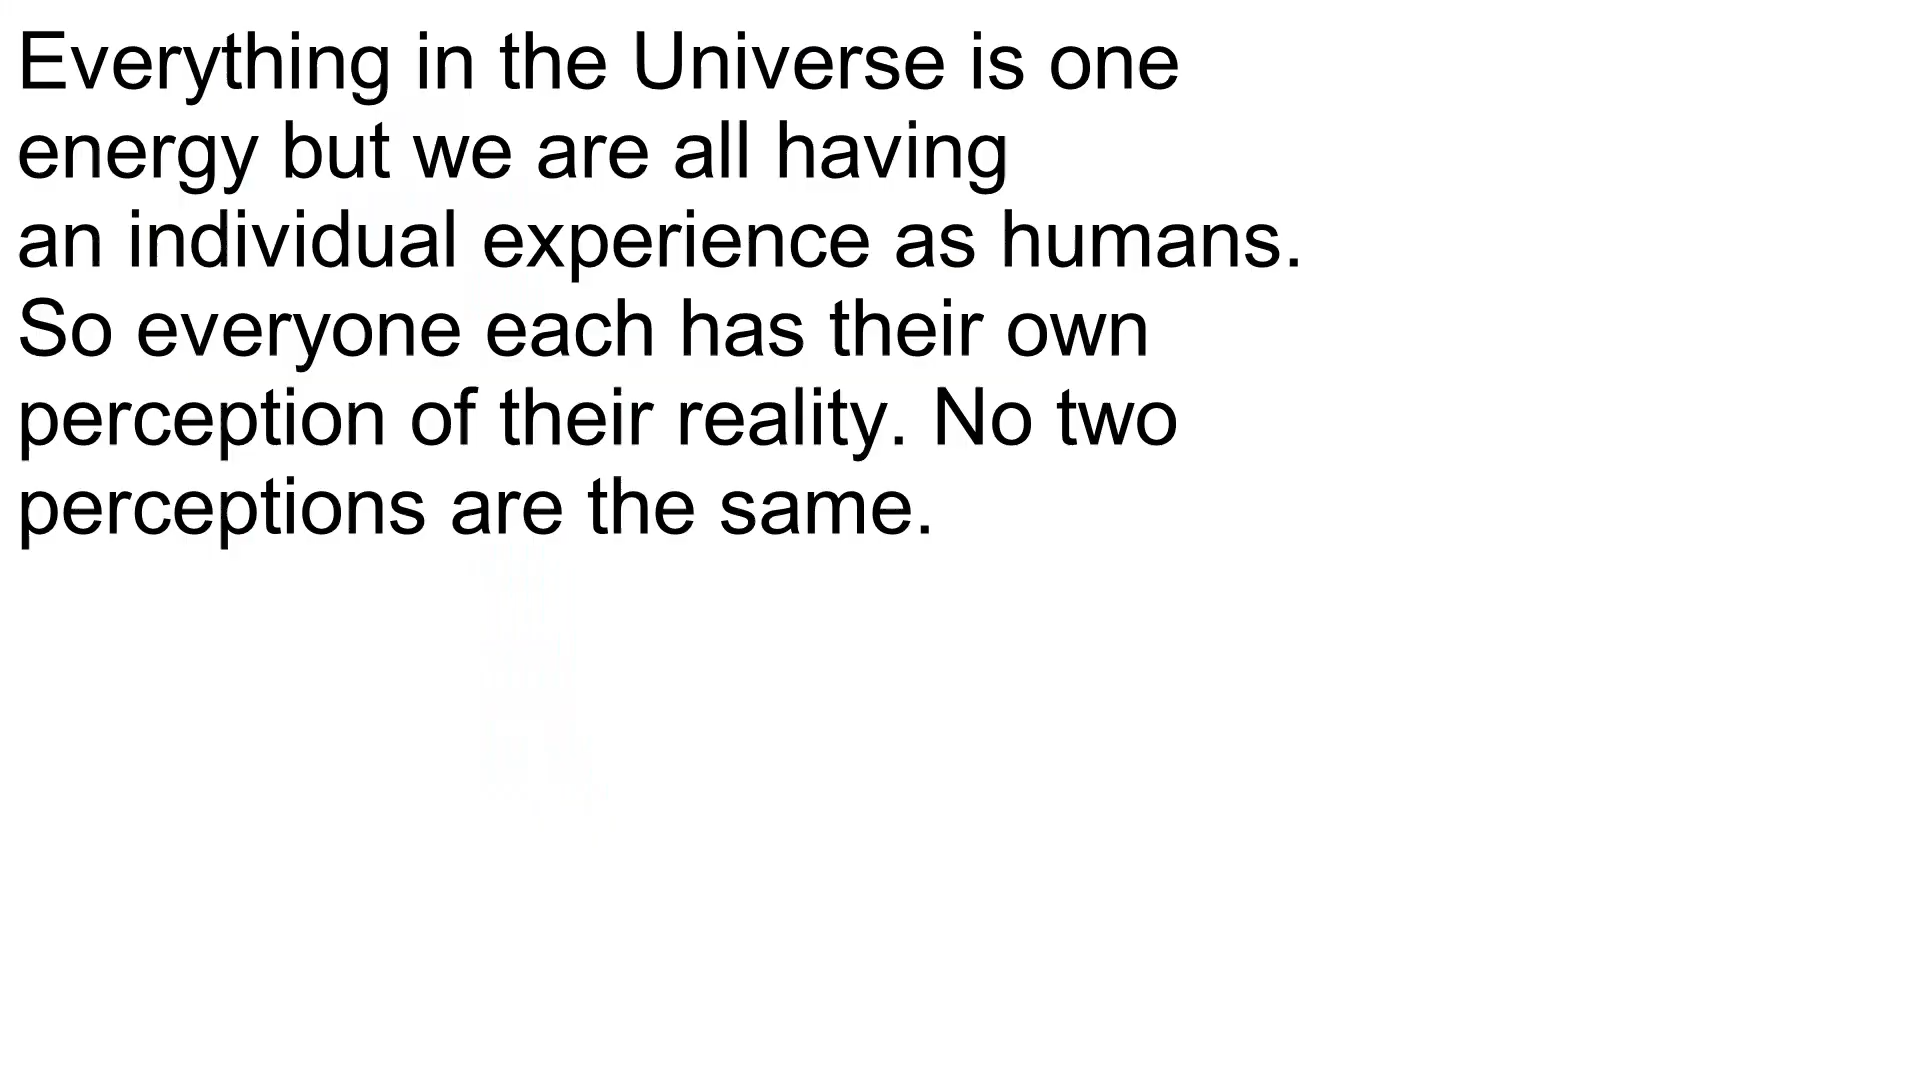 Everything in the Universe is one
energy but we are all having
an individual experience as humans.
So everyone each has their own
perception of their reality. No two
perceptions are the same.